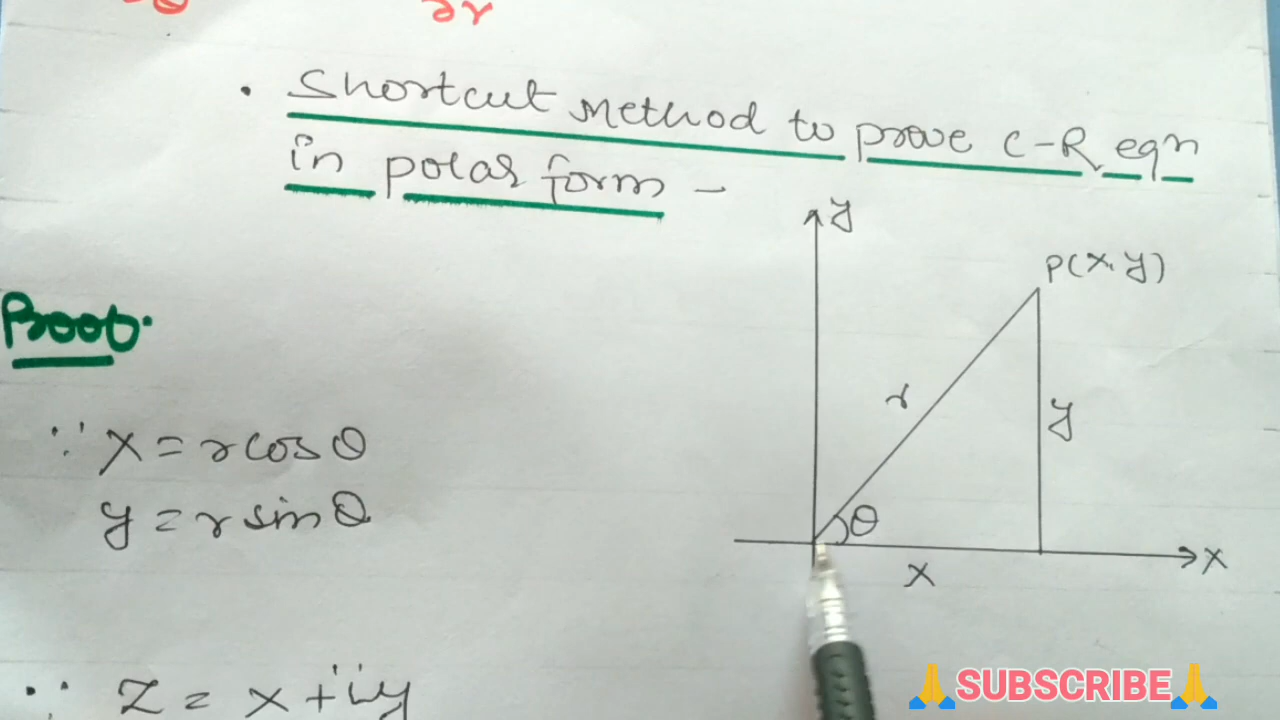 ∂r
• Shortcut Method to prove C-R eqn
in polar form –
y
P(x, y)
Proof.
r
y
∵ x = r cos θ
y = r sin θ
θ
x
x
∵ z = x + iy
🙏SUBSCRIBE🙏